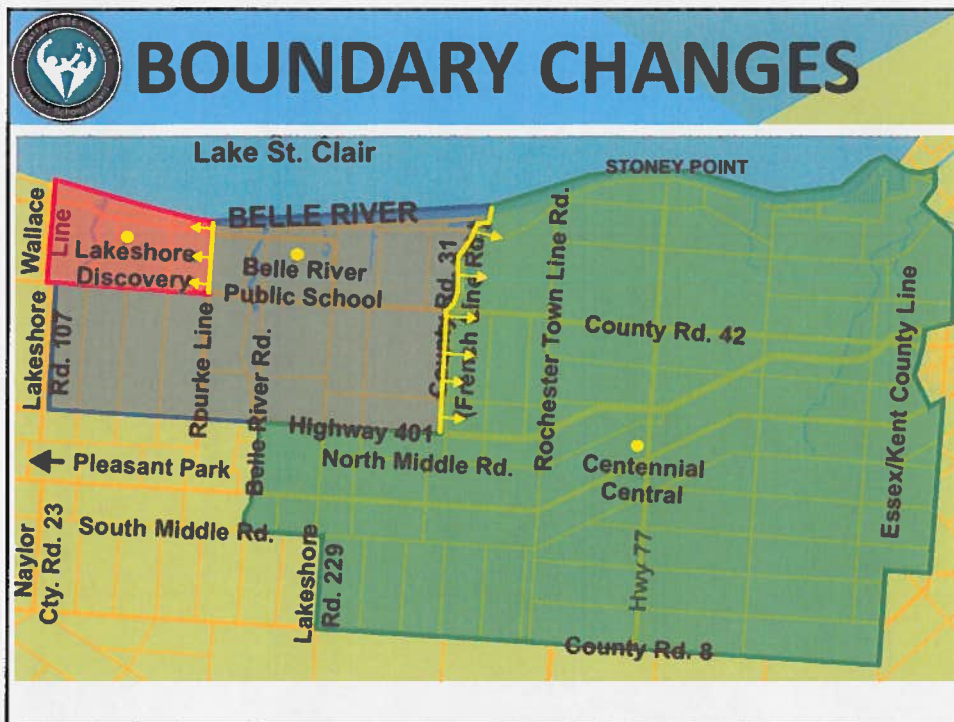 BOUNDARY CHANGES
Lake St. Clair
STONEY POINT
BELLE RIVER
Wallace
Line
Lakeshore
Discovery
Belle River
Public School
County Rd. 31
(French Line Rd.)
Rochester Town Line Rd.
County Rd. 42
Essex/Kent County Line
Lakeshore
Rd. 107
Rourke Line
Belle River Rd.
Highway 401
North Middle Rd.
Pleasant Park
Centennial
Central
Naylor
Cty. Rd. 23
South Middle Rd.
Lakeshore
Rd. 229
Hwy 77
County Rd. 8